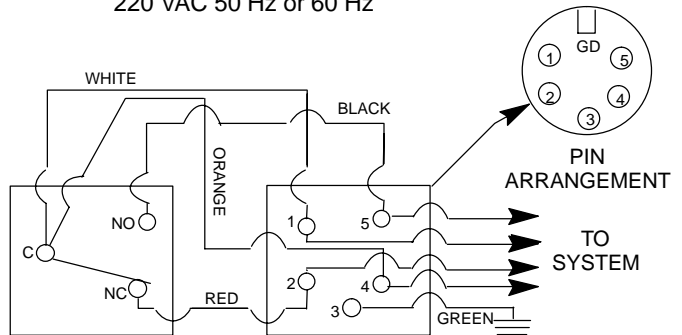 220 VAC 50 Hz or 60 Hz
GD
1
5
2
4
3
PIN
ARRANGEMENT
WHITE
BLACK
ORANGE
NO
C
NC
RED
1
5
2
4
3
GREEN
TO
SYSTEM